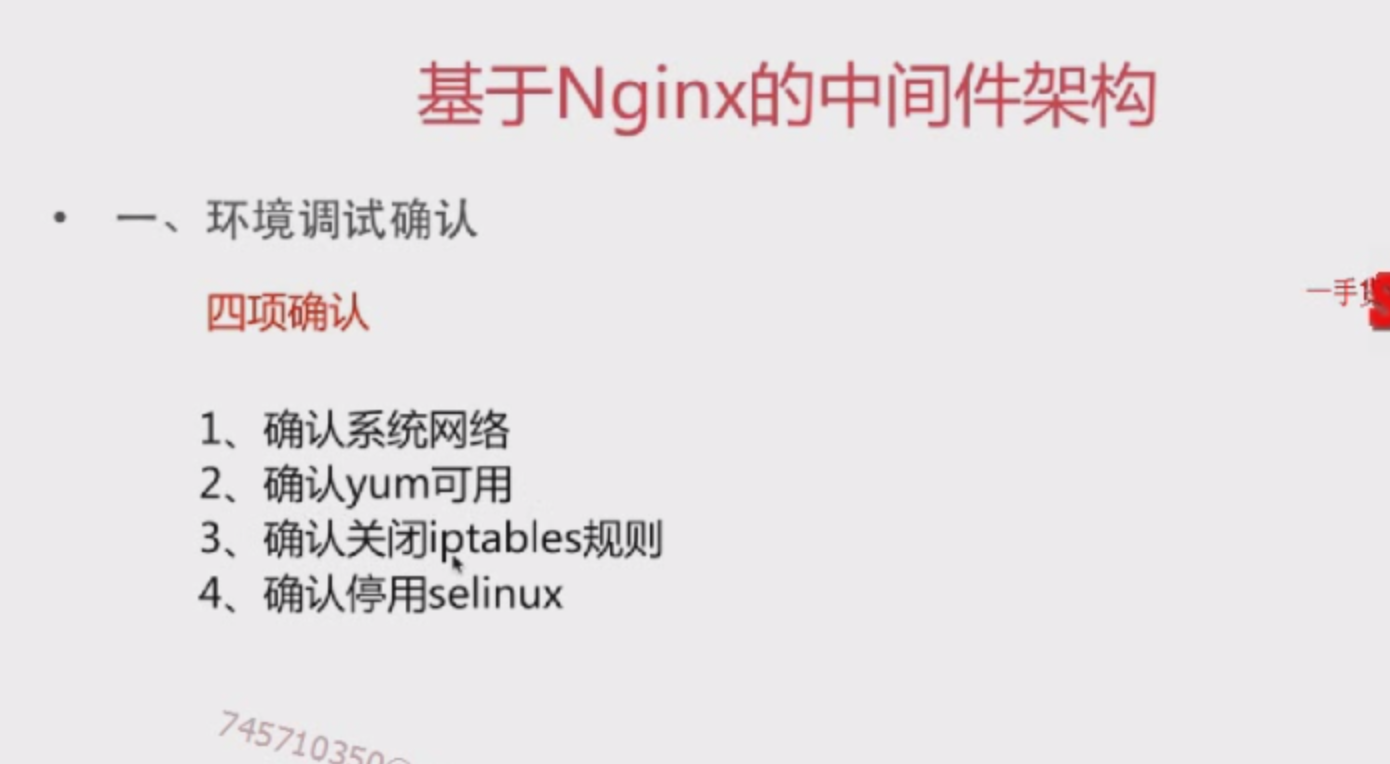 基于Nginx的中间件架构
• 一、环境调试确认
四项确认
一手
1、确认系统网络
2、确认yum可用
3、确认关闭iptables规则
4、确认停用selinux
745710350@